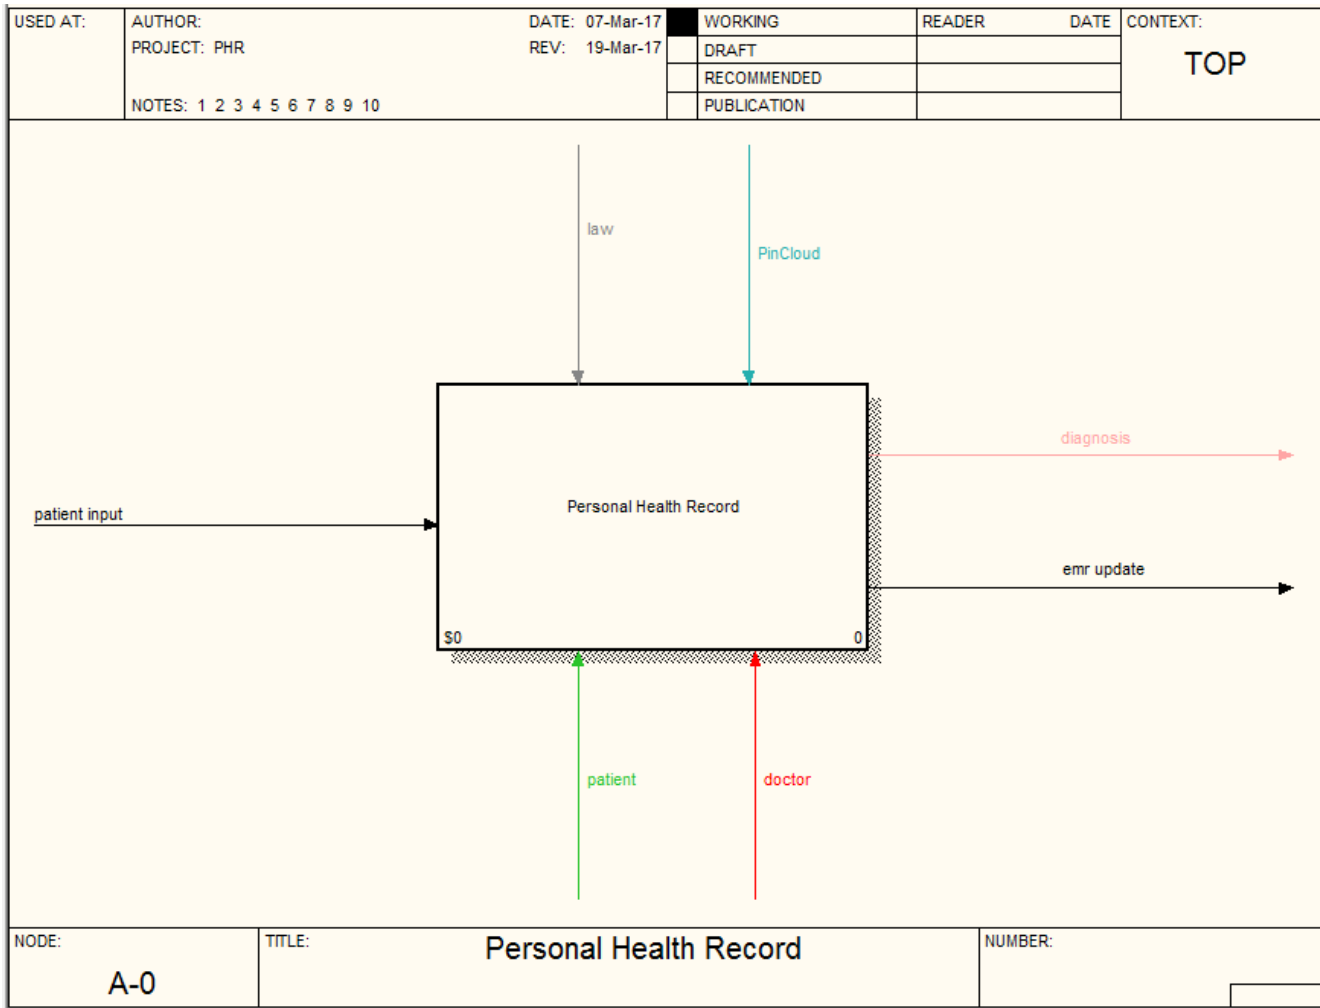 USED AT:
AUTHOR:
DATE: 07-Mar-17
PROJECT: PHR
REV: 19-Mar-17
NOTES: 1 2 3 4 5 6 7 8 9 10
WORKING
DRAFT
RECOMMENDED
PUBLICATION
READER DATE
CONTEXT:
TOP
law
PinCloud
diagnosis
patient input
Personal Health Record
emr update
$0
0
patient
doctor
NODE:
A-0
TITLE:
Personal Health Record
NUMBER: